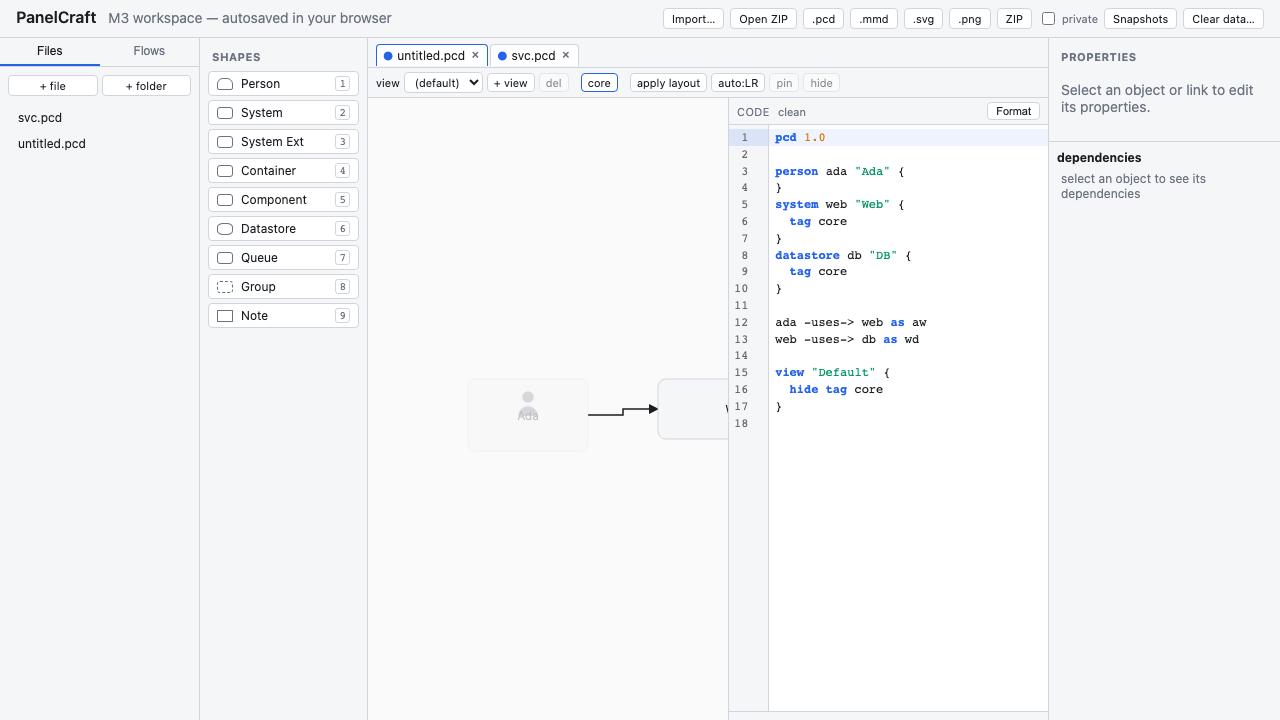 PanelCraft M3 workspace — autosaved in your browser Import... Open ZIP .pcd .mmd .svg .png ZIP private Snapshots Clear data...
Files Flows
+ file + folder
svc.pcd
untitled.pcd
SHAPES
Person 1
System 2
System Ext 3
Container 4
Component 5
Datastore 6
Queue 7
Group 8
Note 9
untitled.pcd × svc.pcd ×
view (default) + view del core apply layout auto:LR pin hide
Ada
CODE clean Format
1 pcd 1.0
2
3 person ada "Ada" {
4 }
5 system web "Web" {
6 tag core
7 }
8 datastore db "DB" {
9 tag core
10 }
11
12 ada -uses-> web as aw
13 web -uses-> db as wd
14
15 view "Default" {
16 hide tag core
17 }
18
PROPERTIES
Select an object or link to edit
its properties.
dependencies
select an object to see its
dependencies